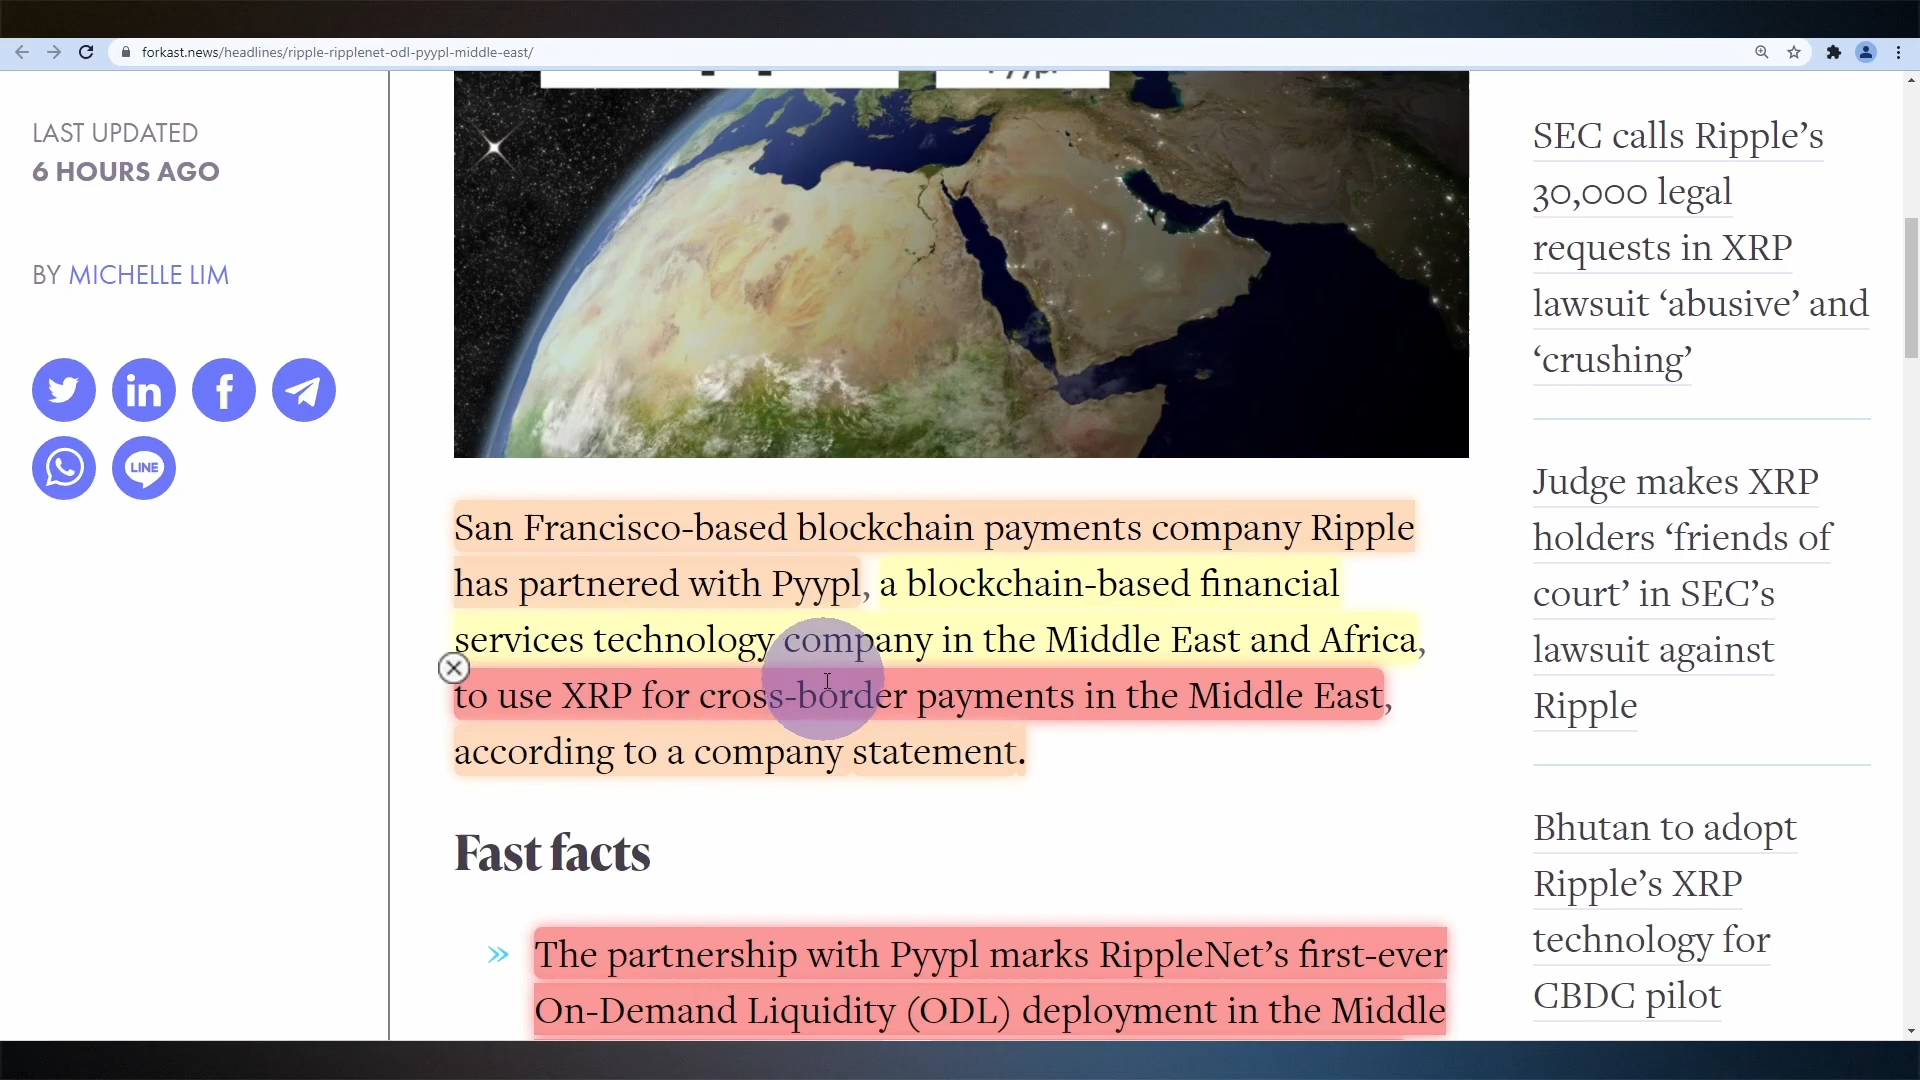 forkast.news/headlines/ripple-ripplenet-odl-pyypl-middle-east/
LAST UPDATED
6 HOURS AGO
BY MICHELLE LIM
LINE
San Francisco-based blockchain payments company Ripple
has partnered with Pyypl, a blockchain-based financial
services technology company in the Middle East and Africa,
to use XRP for cross-border payments in the Middle East,
according to a company statement.
Fast facts
» The partnership with Pyypl marks RippleNet’s first-ever
On-Demand Liquidity (ODL) deployment in the Middle
SEC calls Ripple’s
30,000 legal
requests in XRP
lawsuit ‘abusive’ and
‘crushing’
Judge makes XRP
holders ‘friends of
court’ in SEC’s
lawsuit against
Ripple
Bhutan to adopt
Ripple’s XRP
technology for
CBDC pilot